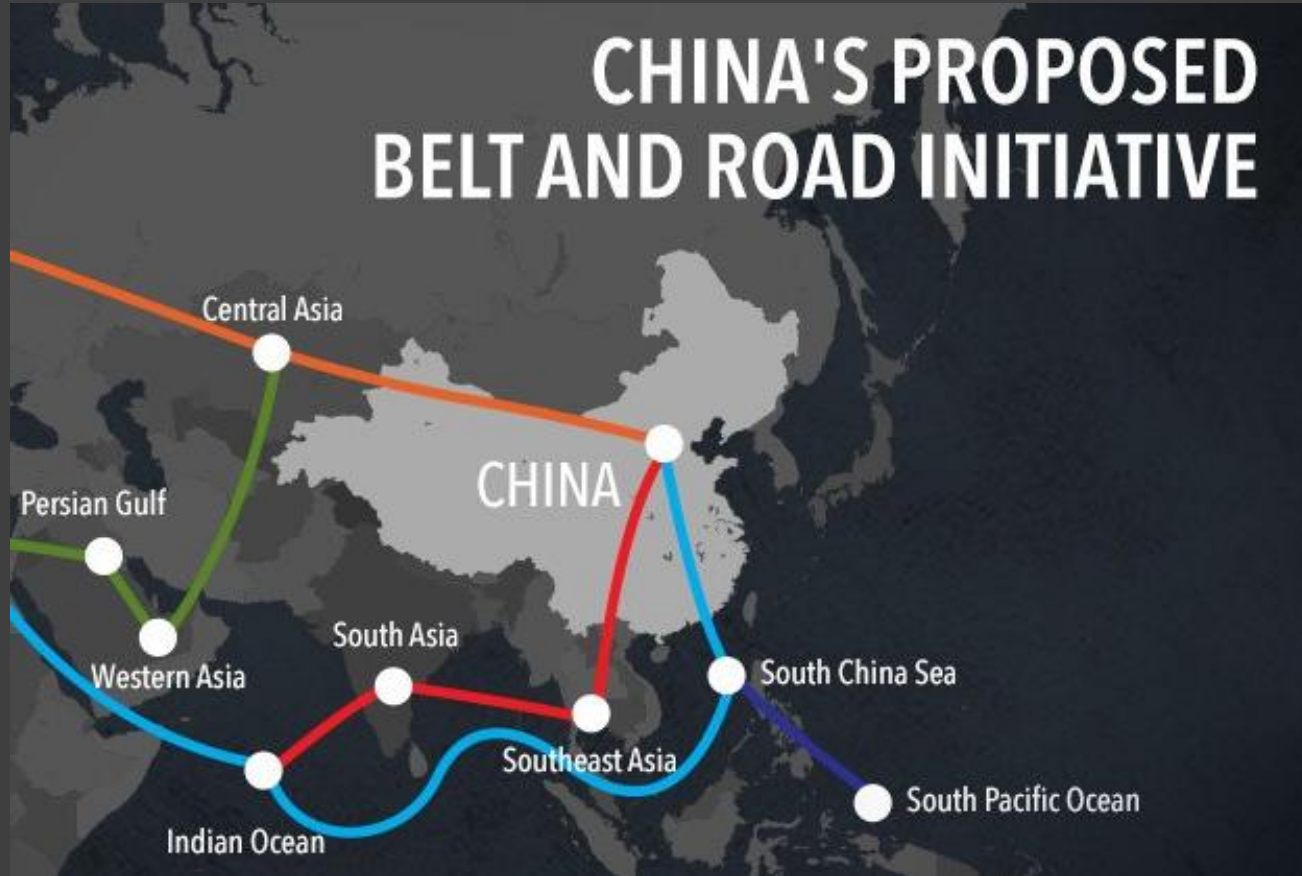 CHINA'S PROPOSED
BELT AND ROAD INITIATIVE
Central Asia
CHINA
Persian Gulf
South Asia
Western Asia
South China Sea
Southeast Asia
South Pacific Ocean
Indian Ocean